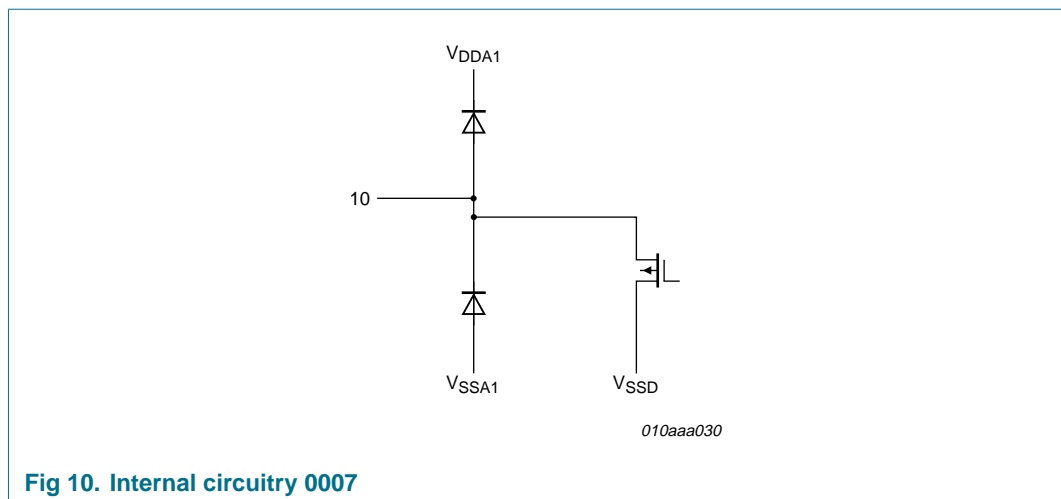 VDDA1
10
VSSA1
VSSD
010aaa030
Fig 10. Internal circuitry 0007